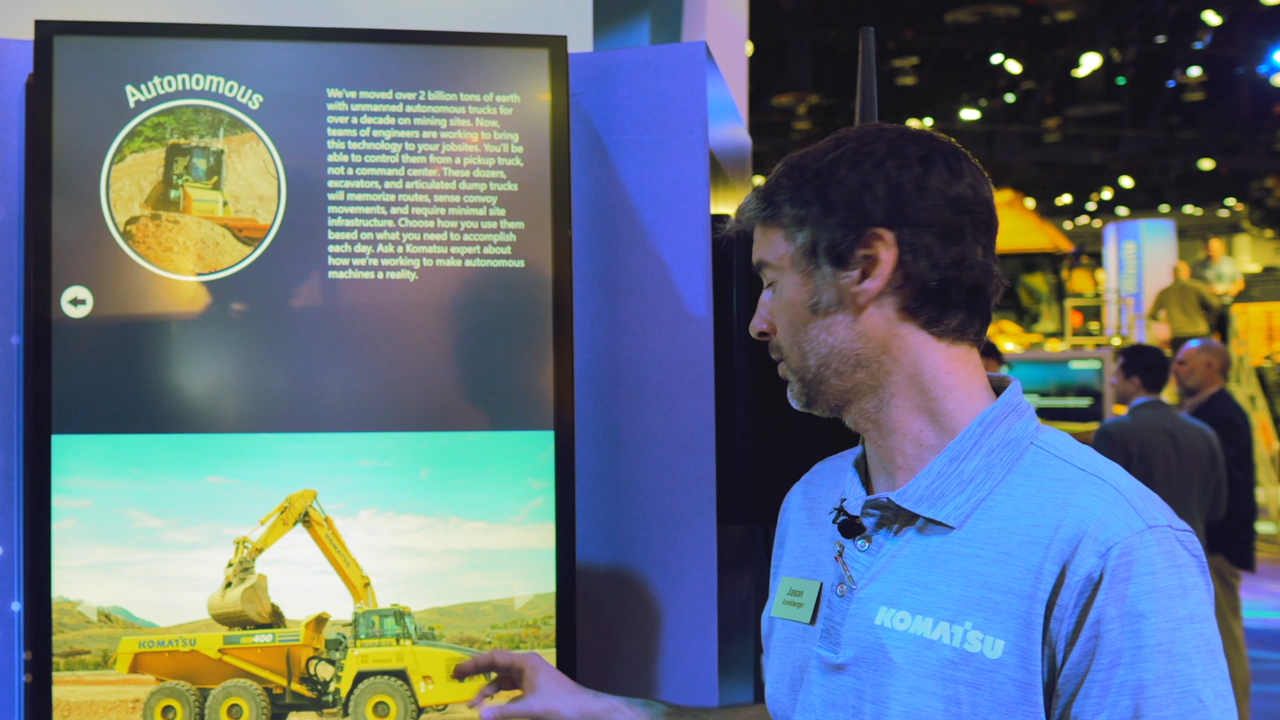 Autonomous
We've moved over 2 billion tons of earth
with unmanned autonomous trucks for
over a decade on mining sites. Now,
teams of engineers are working to bring
this technology to your jobsites. You'll be
able to control them from a pickup truck,
not a command center. These dozers,
excavators, and articulated dump trucks
will memorize routes, sense convoy
movements, and require minimal site
infrastructure. Choose how you use them
based on what you need to accomplish
each day. Ask a Komatsu expert about
how we're working to make autonomous
machines a reality.
KOMATSU
400
Jason
KOMATSU